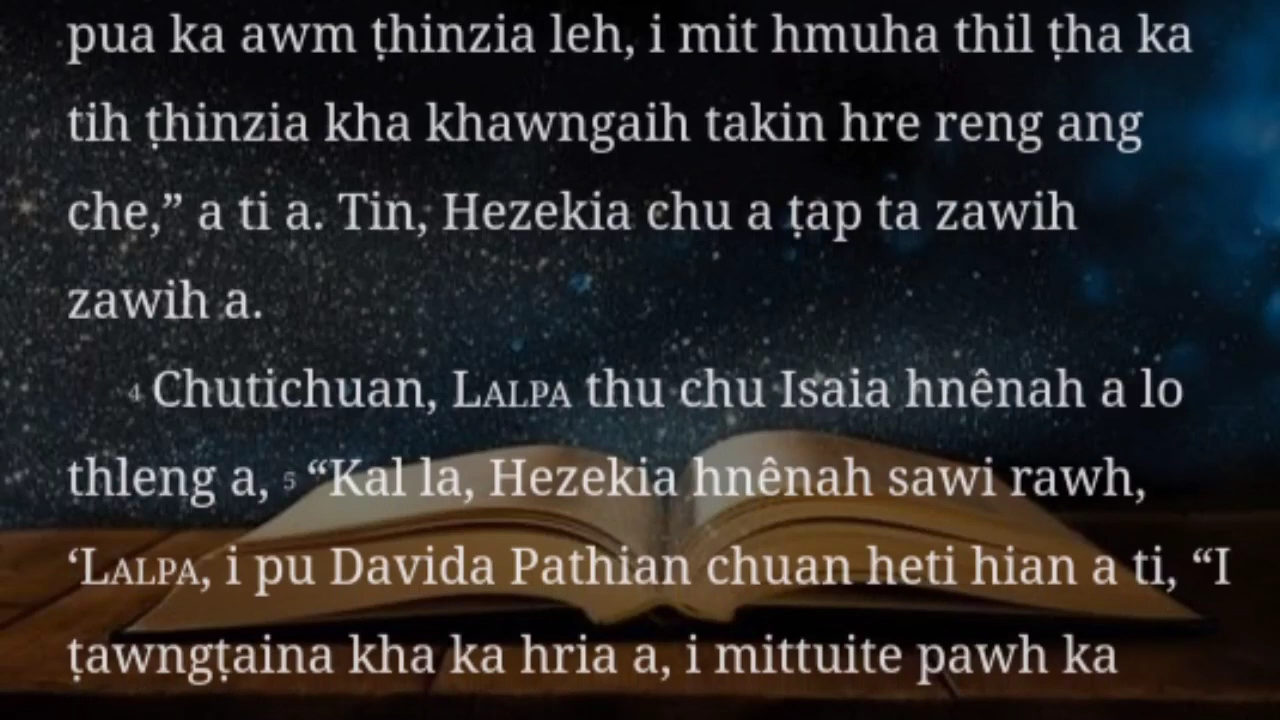 pua ka awm ṭhinzia leh, i mit hmuha thil ṭha ka
tih ṭhinzia kha khawngaih takin hre reng ang
che,” a ti a. Tin, Hezekia chu a ṭap ta zawih
zawih a.
4 Chutichuan, LALPA thu chu Isaia hnênah a lo
thleng a, 5 “Kal la, Hezekia hnênah sawi rawh,
‘LALPA, i pu Davida Pathian chuan heti hian a ti, “I
ṭawngṭaina kha ka hria a, i mittuite pawh ka